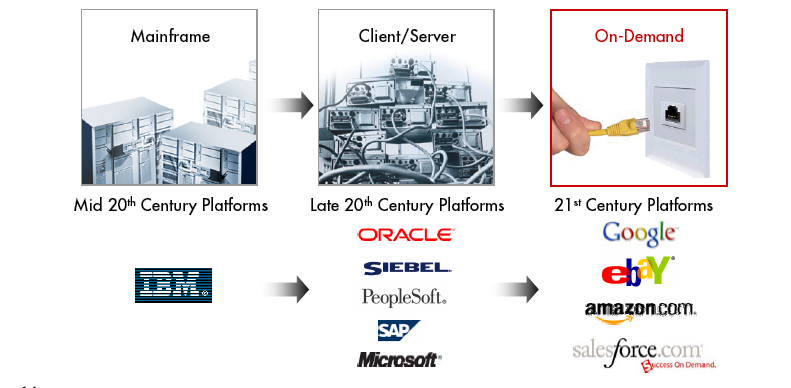 Mainframe
Client/Server
On-Demand
Mid 20th Century Platforms
Late 20th Century Platforms
21st Century Platforms
IBM®
ORACLE
SIEBEL
PeopleSoft
SAP
Microsoft
Google
ebay
amazon.com
salesforce.com
Success On Demand.